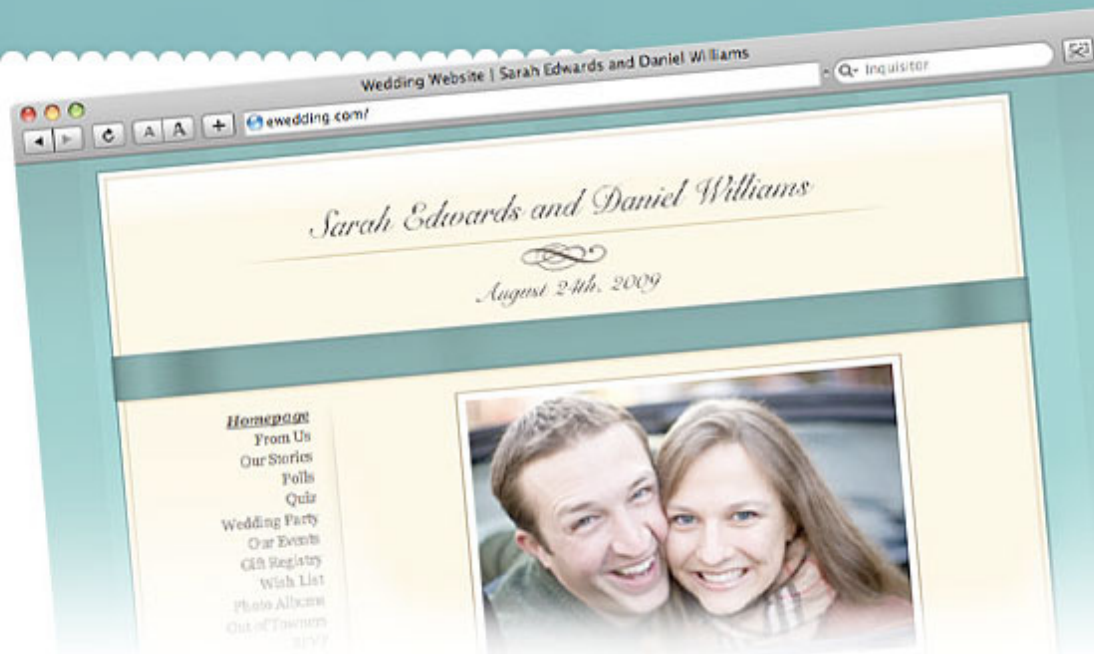 Wedding Website | Sarah Edwards and Daniel Williams
A A + ewedding.com/
Inquisitor
Sarah Edwards and Daniel Williams
August 24th, 2009
Homepage
From Us
Our Stories
Polls
Quiz
Wedding Party
Our Events
Gift Registry
Wish List
Photo Albums
Out of Towners
RSVP